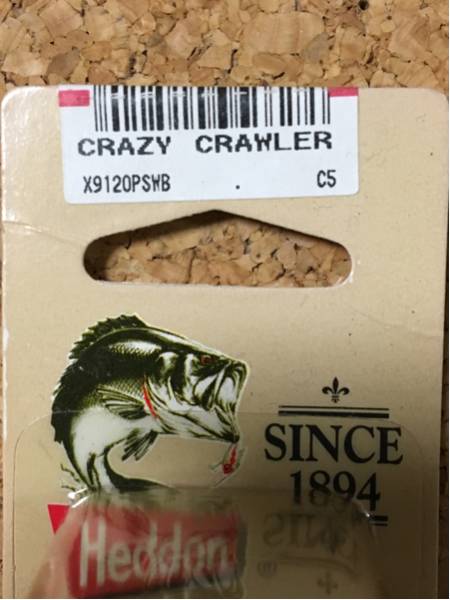 CRAZY CRAWLER
X9120PSWB . C5
SINCE
1894
Heddon